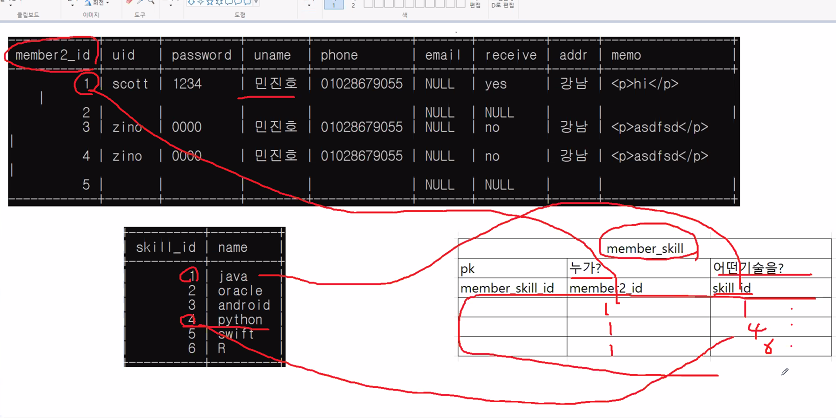 클립보드 이미지 도구 도형 색
회전
1 2 편집 편집
member2_id | uid | password | uname | phone | email | receive | addr | memo
1 | scott | 1234 | 민진호 | 01028679055 | NULL | yes | 강남 | <p>hi</p>
2 | | | | | NULL | NULL | | |
3 | zino | 0000 | 민진호 | 01028679055 | NULL | no | 강남 | <p>asdfsd</p>
4 | zino | 0000 | 민진호 | 01028679055 | NULL | no | 강남 | <p>asdfsd</p>
5 | | | | | NULL | NULL | | |
skill_id | name
1 | java
2 | oracle
3 | android
4 | python
5 | swift
6 | R
member_skill
pk 누가? 어떤기술을?
member_skill_id member2_id skill_id
1 1
1 4
1